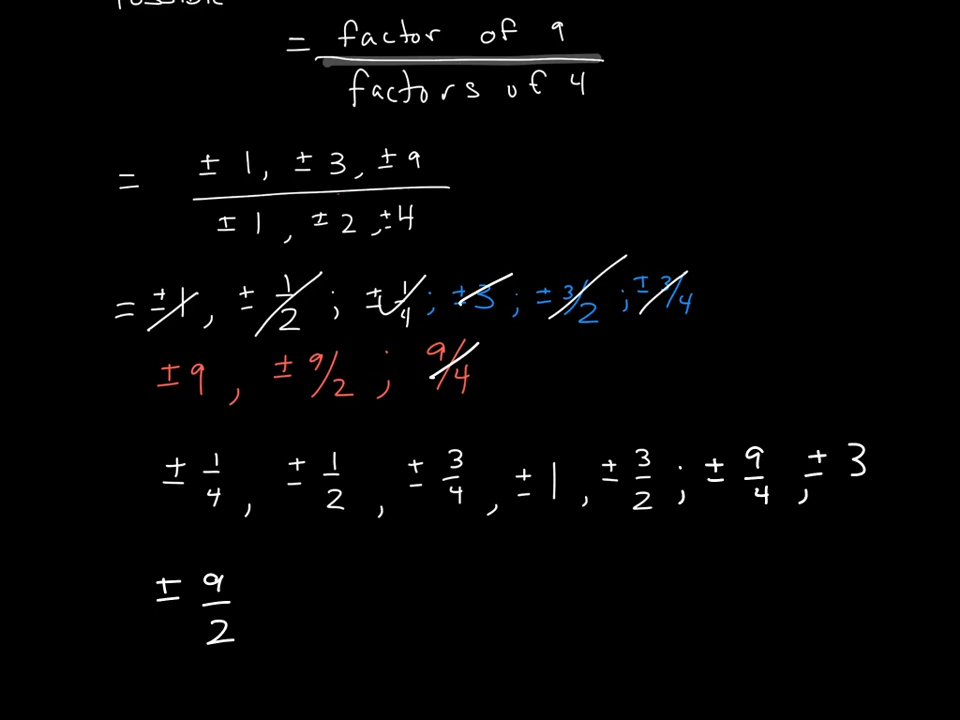 Possible
= factor of 9 / factors of 4
= ± 1, ± 3, ± 9 / ± 1, ± 2, ±4
= ±1, ± 1/2; ± 1/4; ±3; ± 3/2; ± 3/4
±9, ± 9/2; 9/4
± 1/4, ± 1/2, ± 3/4, ± 1, ± 3/2; ± 9/4, ± 3
± 9/2